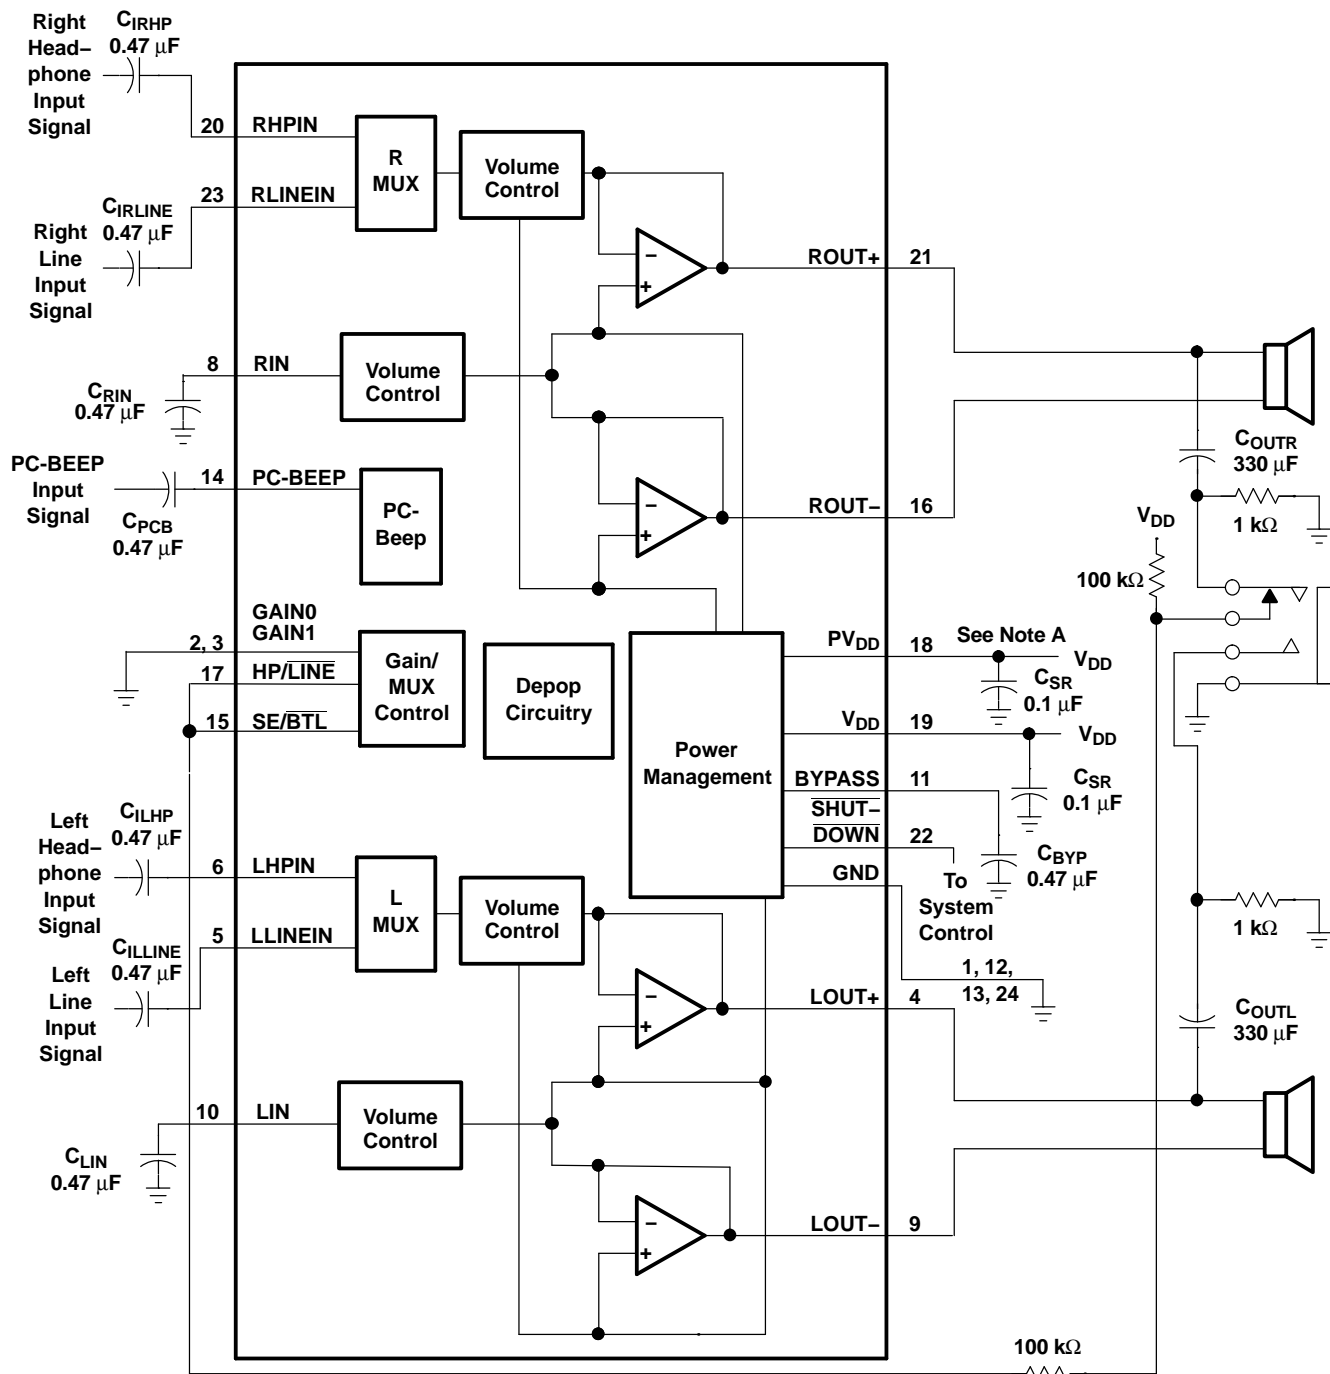 Right
Head–
phone
Input
Signal
CIRHP
0.47 μF
20
RHPIN
R
MUX
Volume
Control
23
RLINEIN
CIRLINE
0.47 μF
Right
Line
Input
Signal
−
+
ROUT+
21
8
RIN
Volume
Control
CRIN
0.47 μF
COUTR
330 μF
PC-BEEP
Input
Signal
14
PC-BEEP
PC-
Beep
CPCB
0.47 μF
−
+
ROUT–
16
VDD
1 kΩ
100 kΩ
GAIN0
GAIN1
2, 3
17
HP/LINE
15
SE/BTL
Gain/
MUX
Control
Depop
Circuitry
Power
Management
PVDD
18
See Note A
VDD
CSR
0.1 μF
VDD
19
VDD
CSR
0.1 μF
BYPASS
11
SHUT–
DOWN
22
CBYP
0.47 μF
To
System
Control
GND
1, 12,
13, 24
Left
Head–
phone
Input
Signal
CILHP
0.47 μF
6
LHPIN
L
MUX
Volume
Control
5
LLINEIN
CILLINE
0.47 μF
Left
Line
Input
Signal
−
+
LOUT+
4
1 kΩ
COUTL
330 μF
10
LIN
Volume
Control
CLIN
0.47 μF
−
+
LOUT–
9
100 kΩ